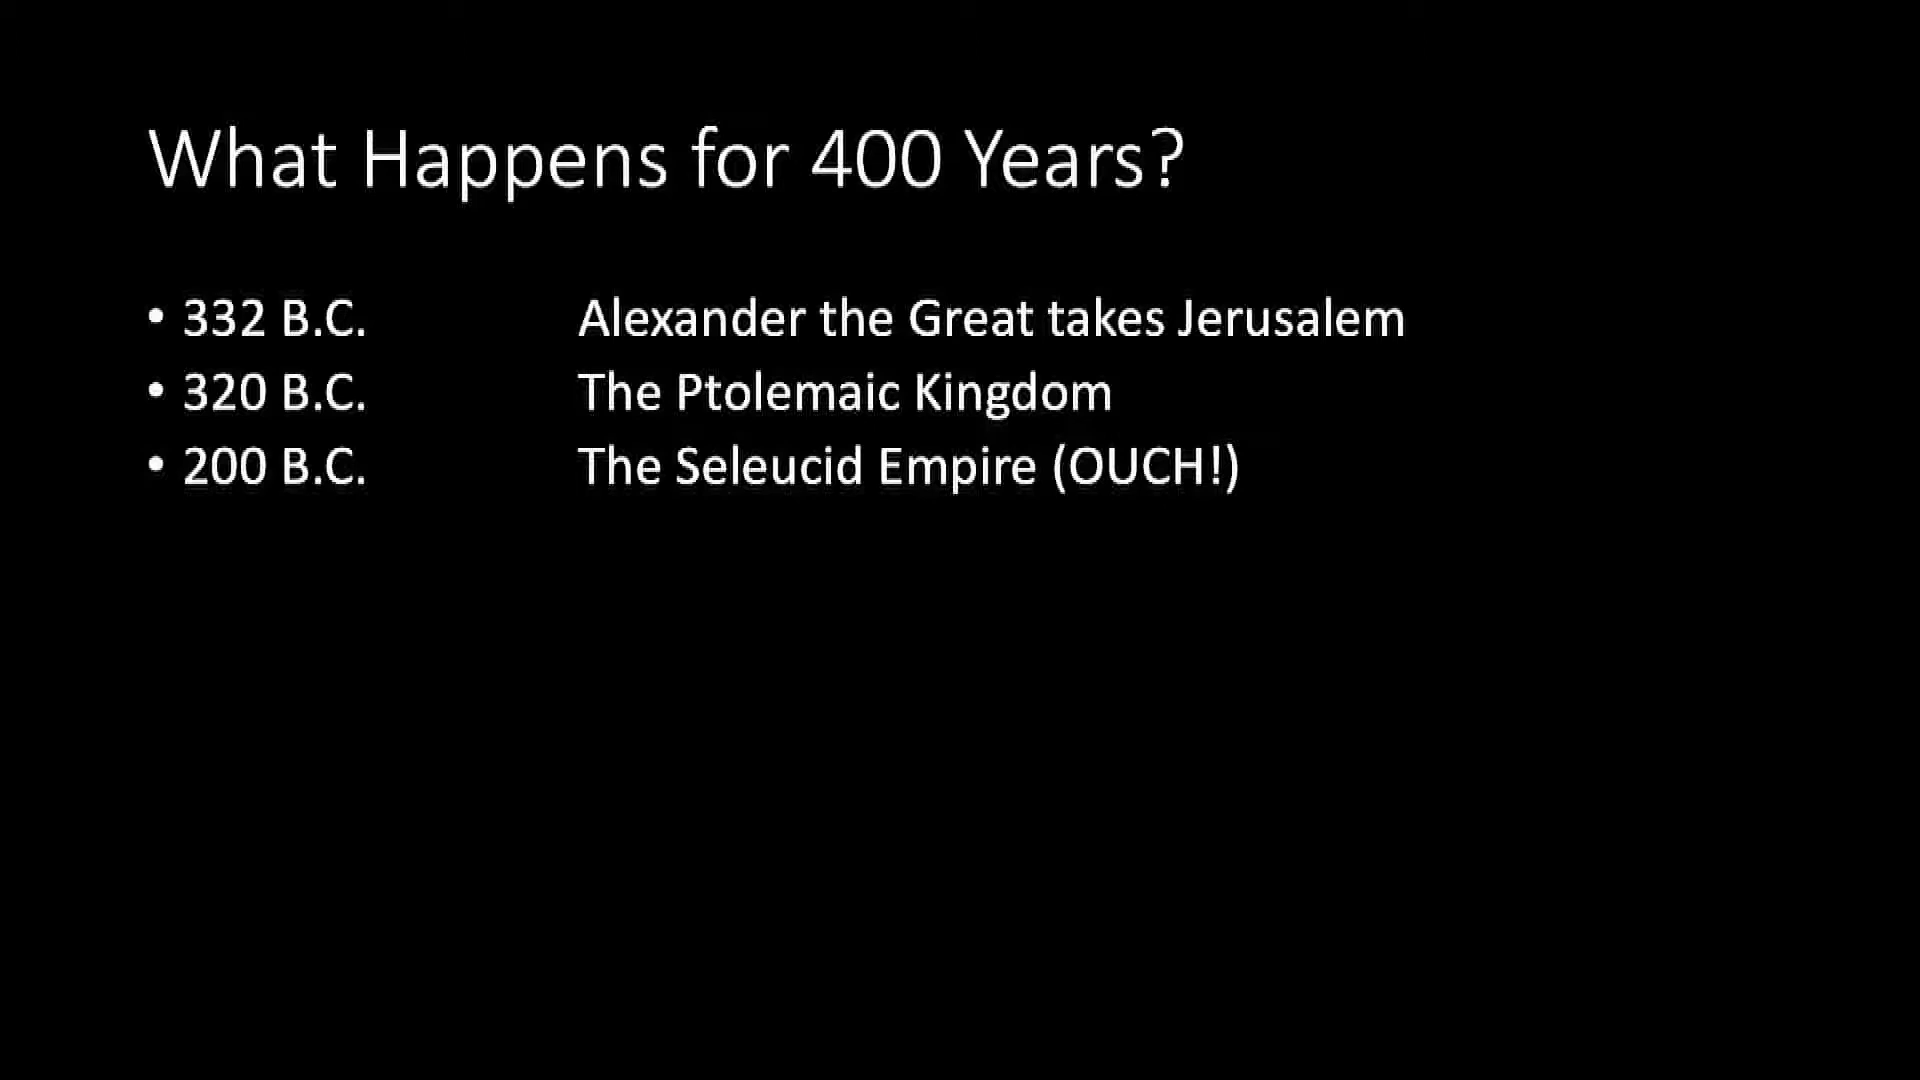 What Happens for 400 Years?
• 332 B.C. Alexander the Great takes Jerusalem
• 320 B.C. The Ptolemaic Kingdom
• 200 B.C. The Seleucid Empire (OUCH!)